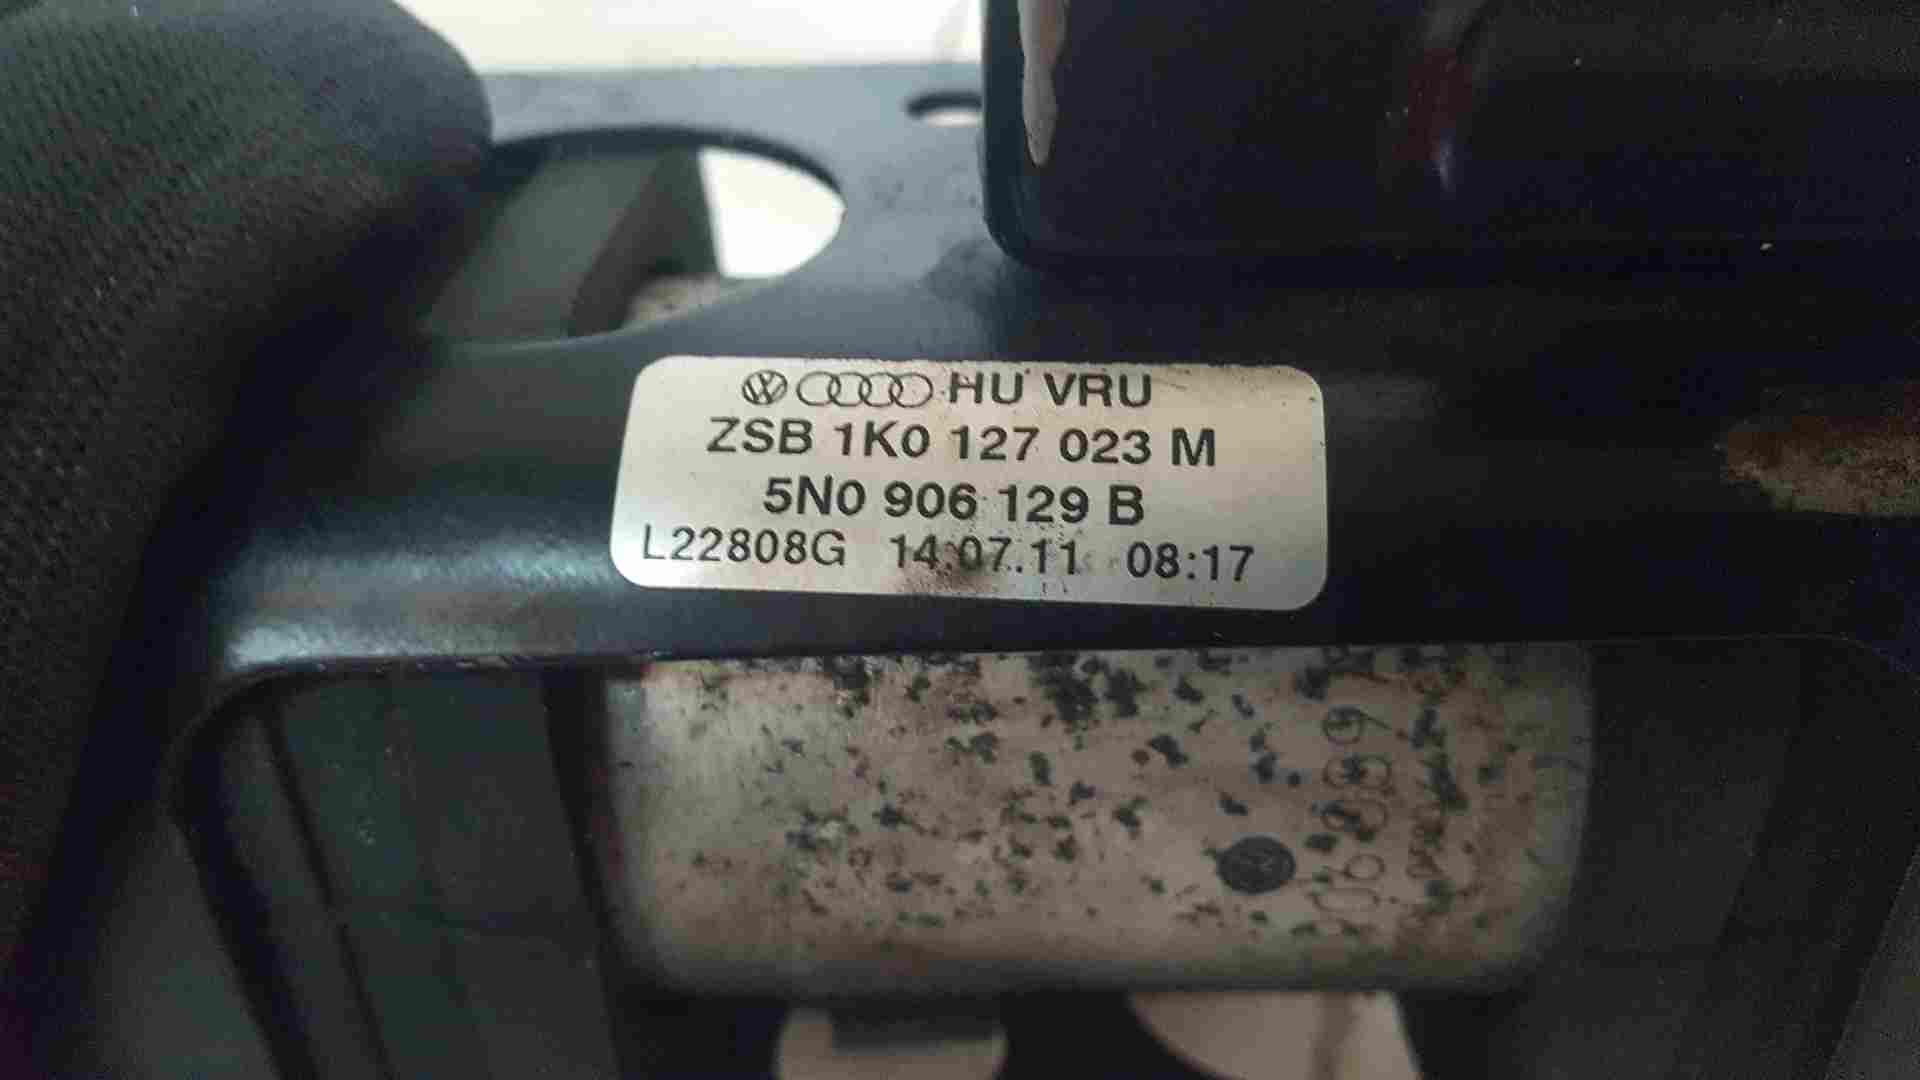 HU VRU
ZSB 1K0 127 023 M
5N0 906 129 B
L22808G 14.07.11 08:17